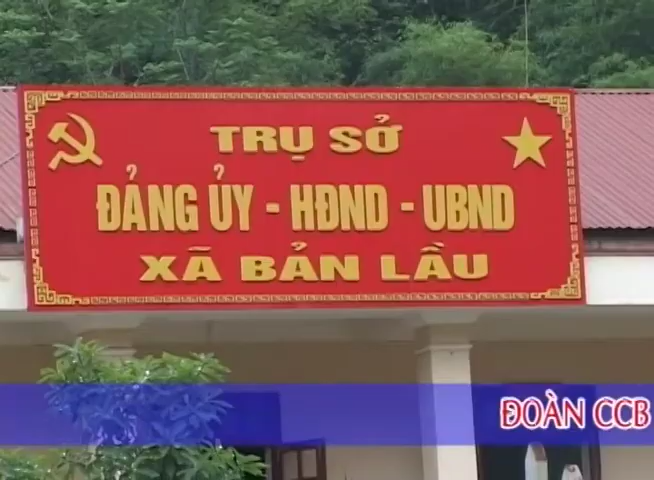 TRỤ SỞ
ĐẢNG ỦY - HĐND - UBND
XÃ BẢN LẦU
ĐOÀN CCB